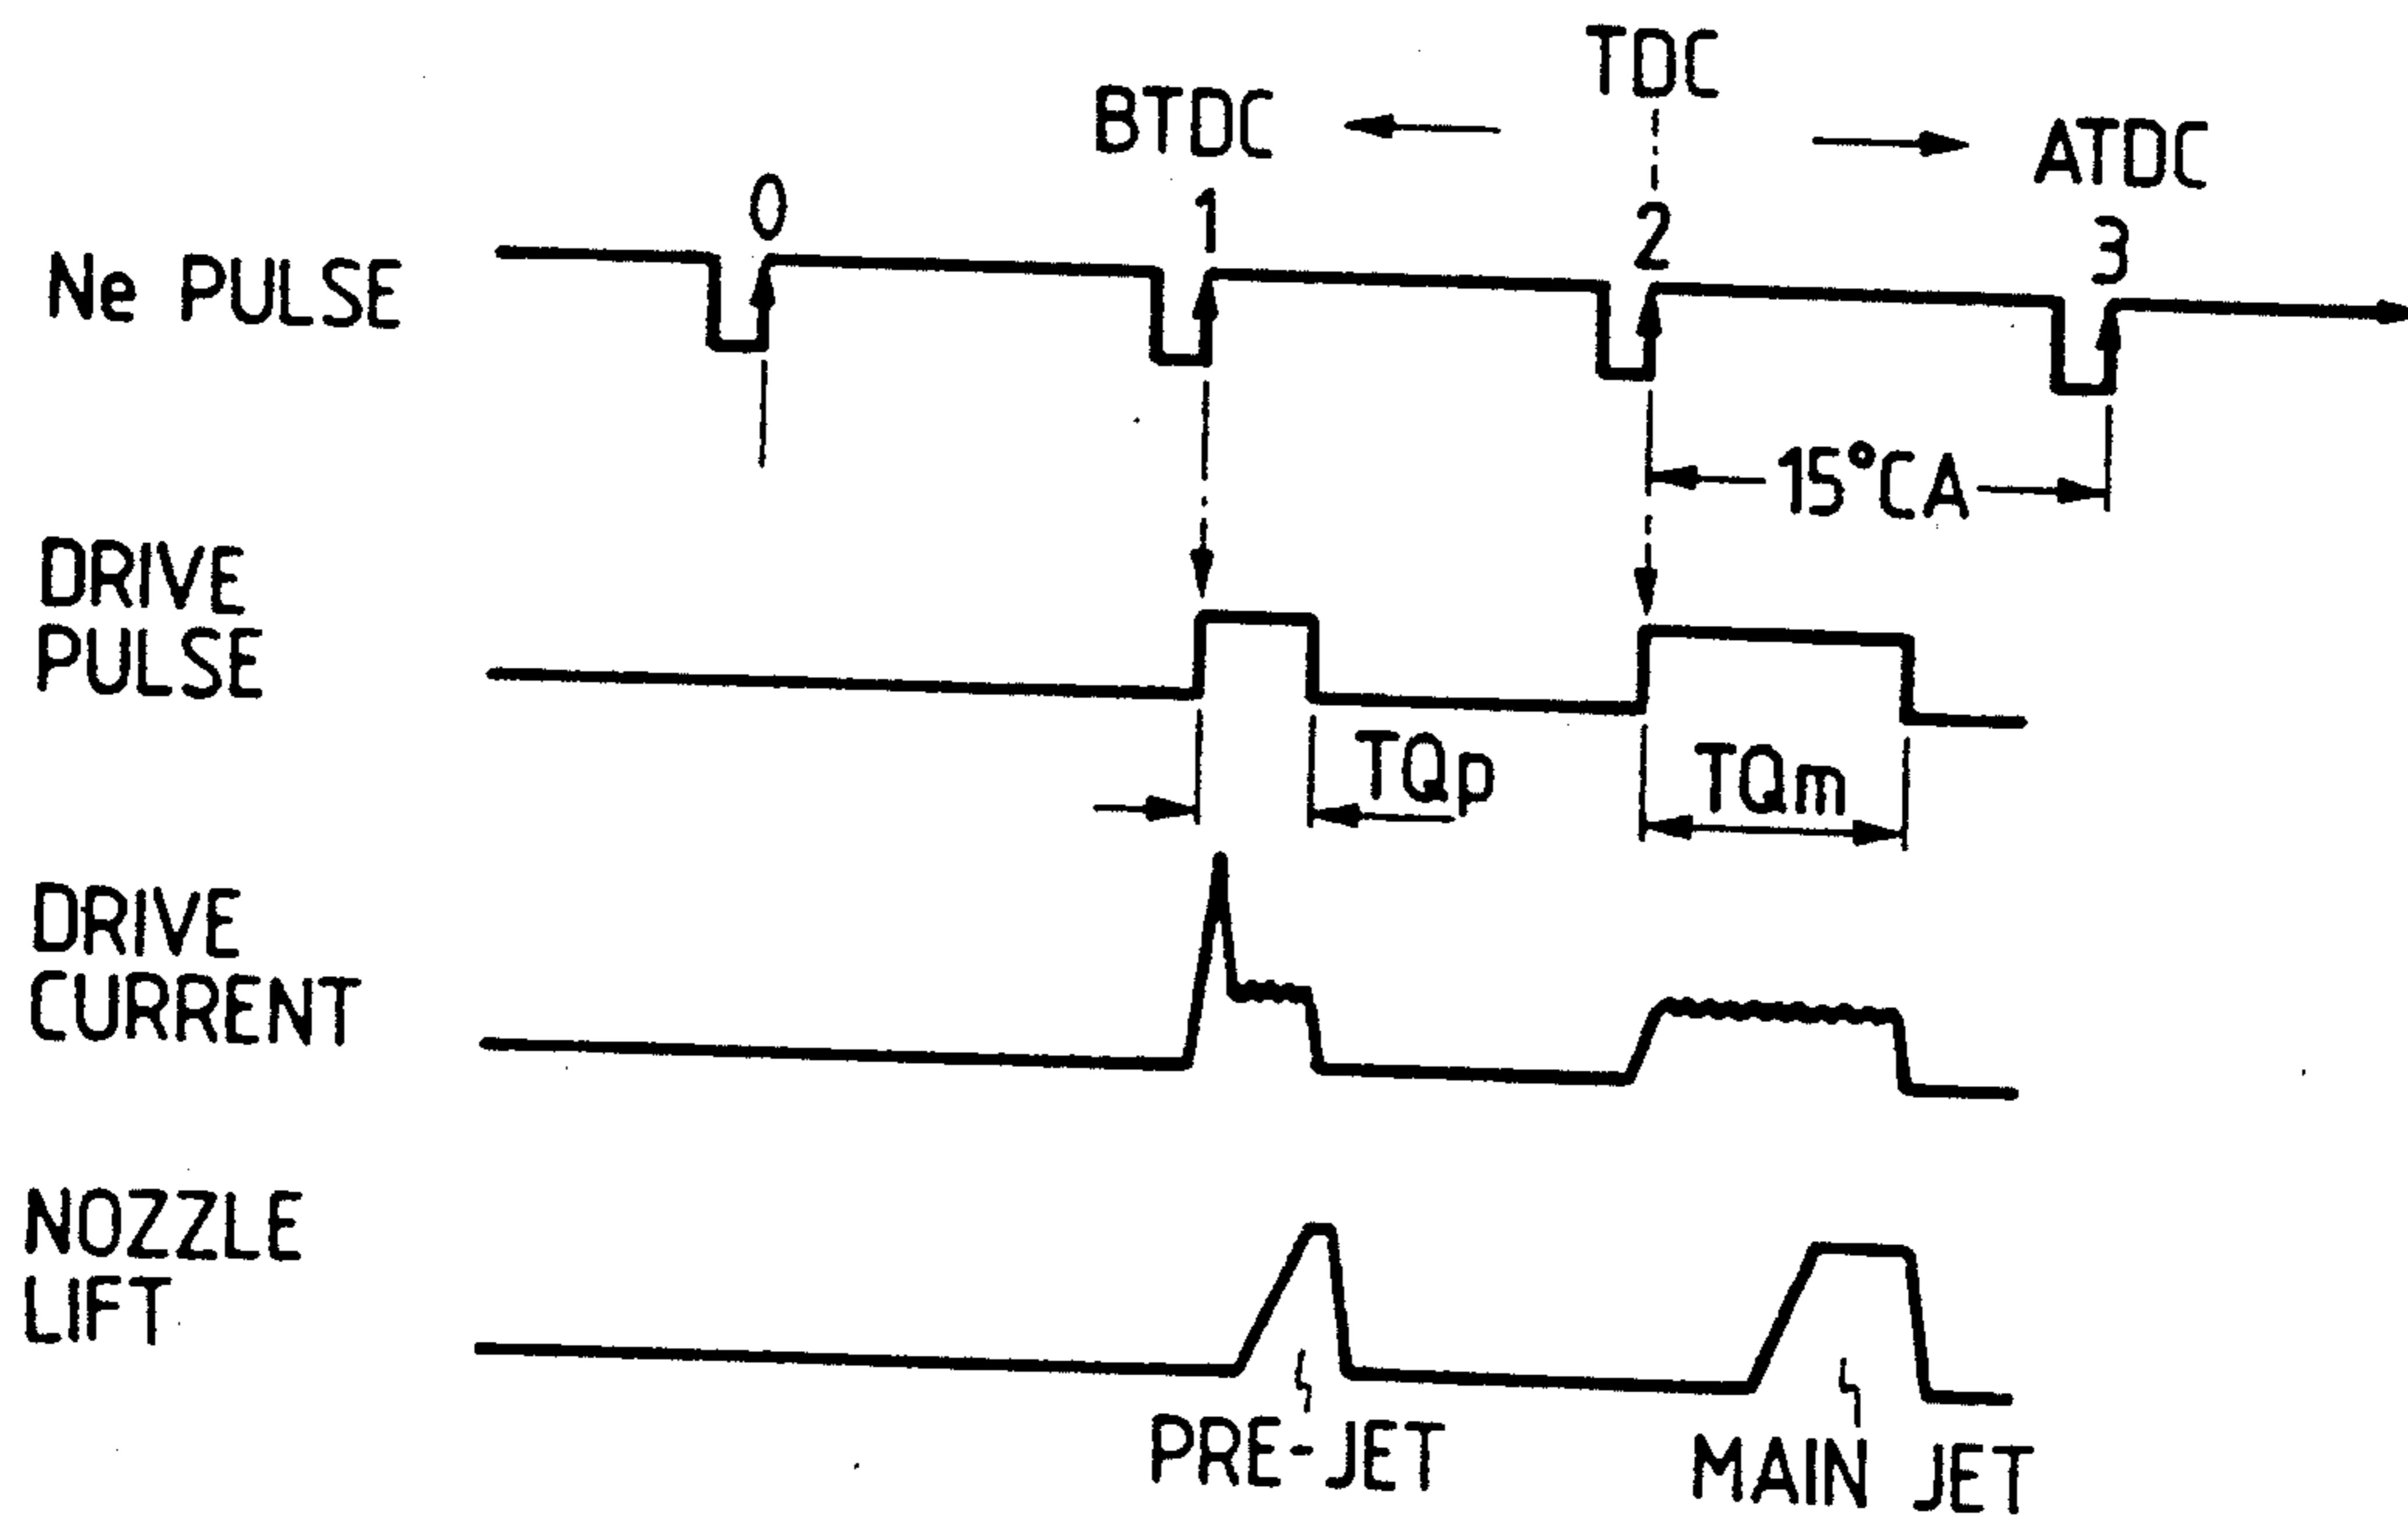 TDC
BTDC
ATDC
0
1
2
3
Ne PULSE
15°CA
DRIVE
PULSE
TQp
TQm
DRIVE
CURRENT
NOZZLE
LIFT
PRE-JET
MAIN JET